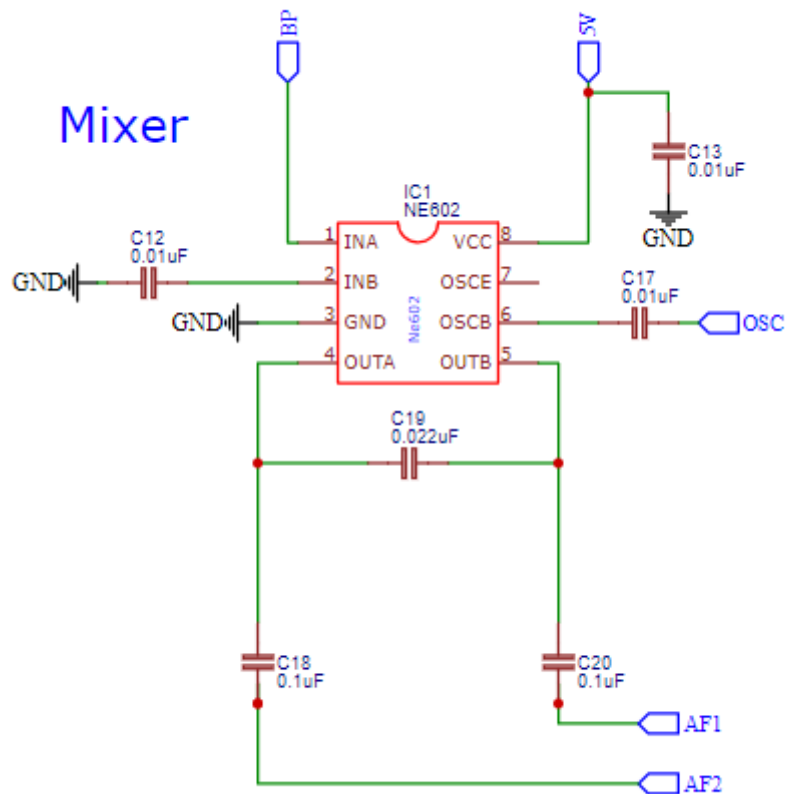 BP
5V
Mixer
C13
0.01uF
GND
IC1
NE602
C12
0.01uF
1 INA VCC 8
GND 2 INB OSCE 7
C17
0.01uF
GND 3 GND OSCB 6 OSC
4 OUTA OUTB 5
Ne602
C19
0.022uF
C18
0.1uF
C20
0.1uF
AF1
AF2